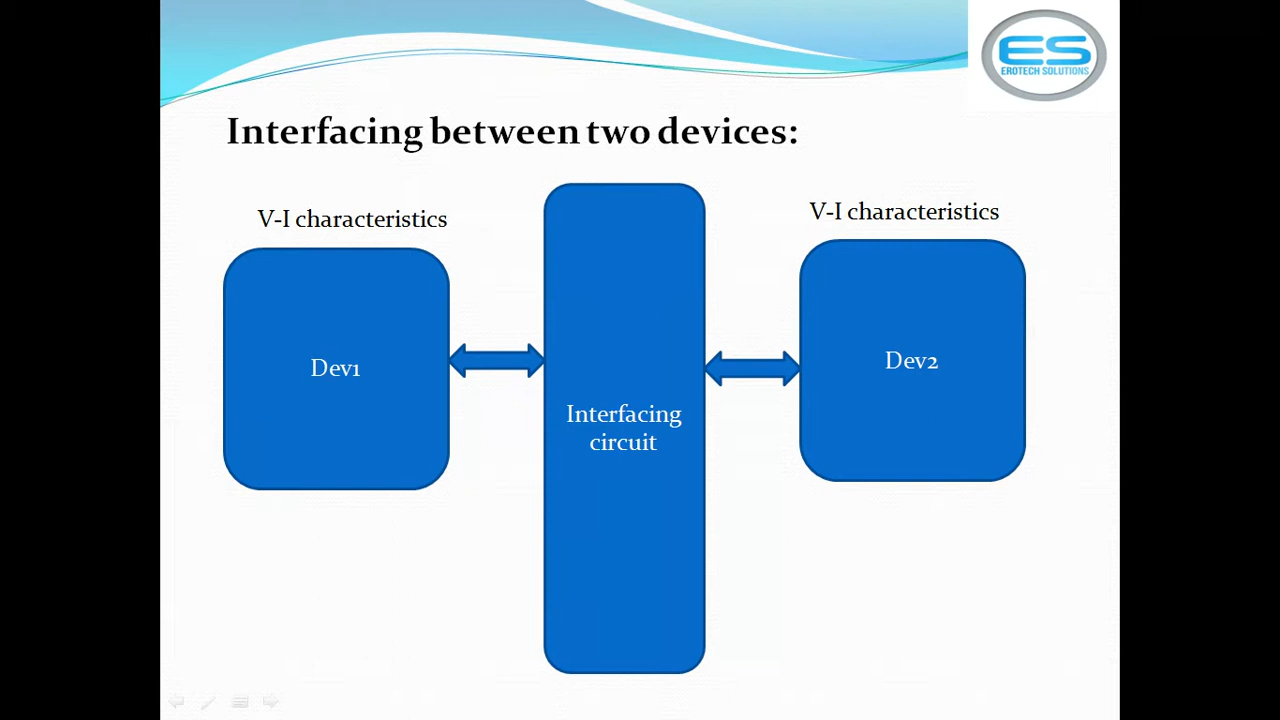 ES
EROTECH SOLUTIONS
Interfacing between two devices:
V-I characteristics
V-I characteristics
Dev1
Dev2
Interfacing
circuit